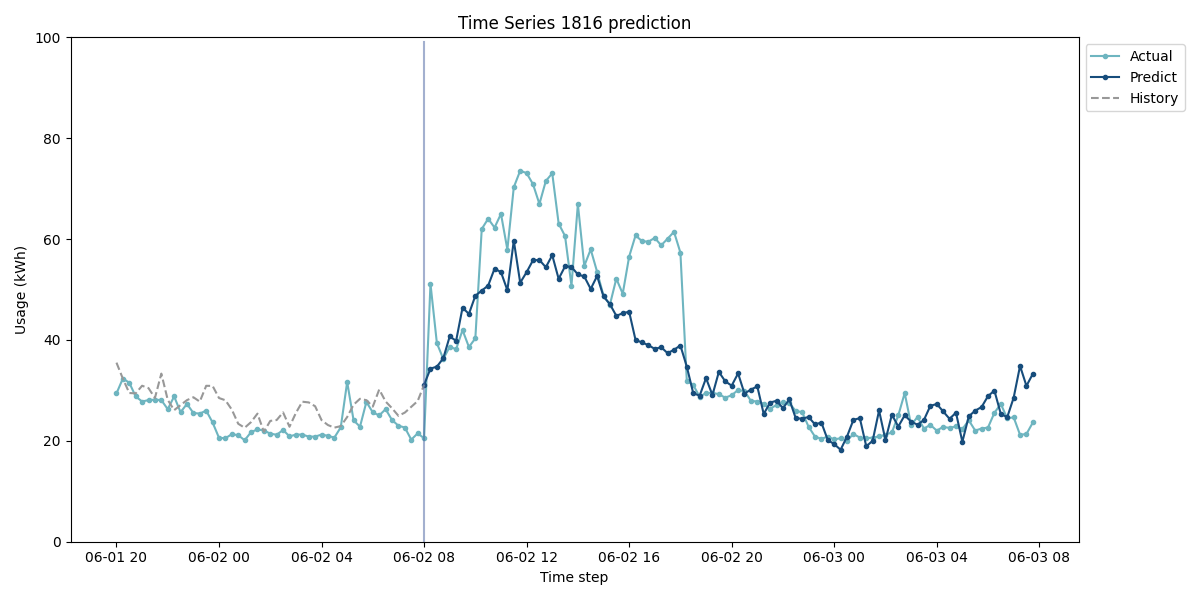 Time Series 1816 prediction
100
80
60
40
20
0
Usage (kWh)
06-01 20
06-02 00
06-02 04
06-02 08
06-02 12
06-02 16
06-02 20
06-03 00
06-03 04
06-03 08
Time step
Actual
Predict
History